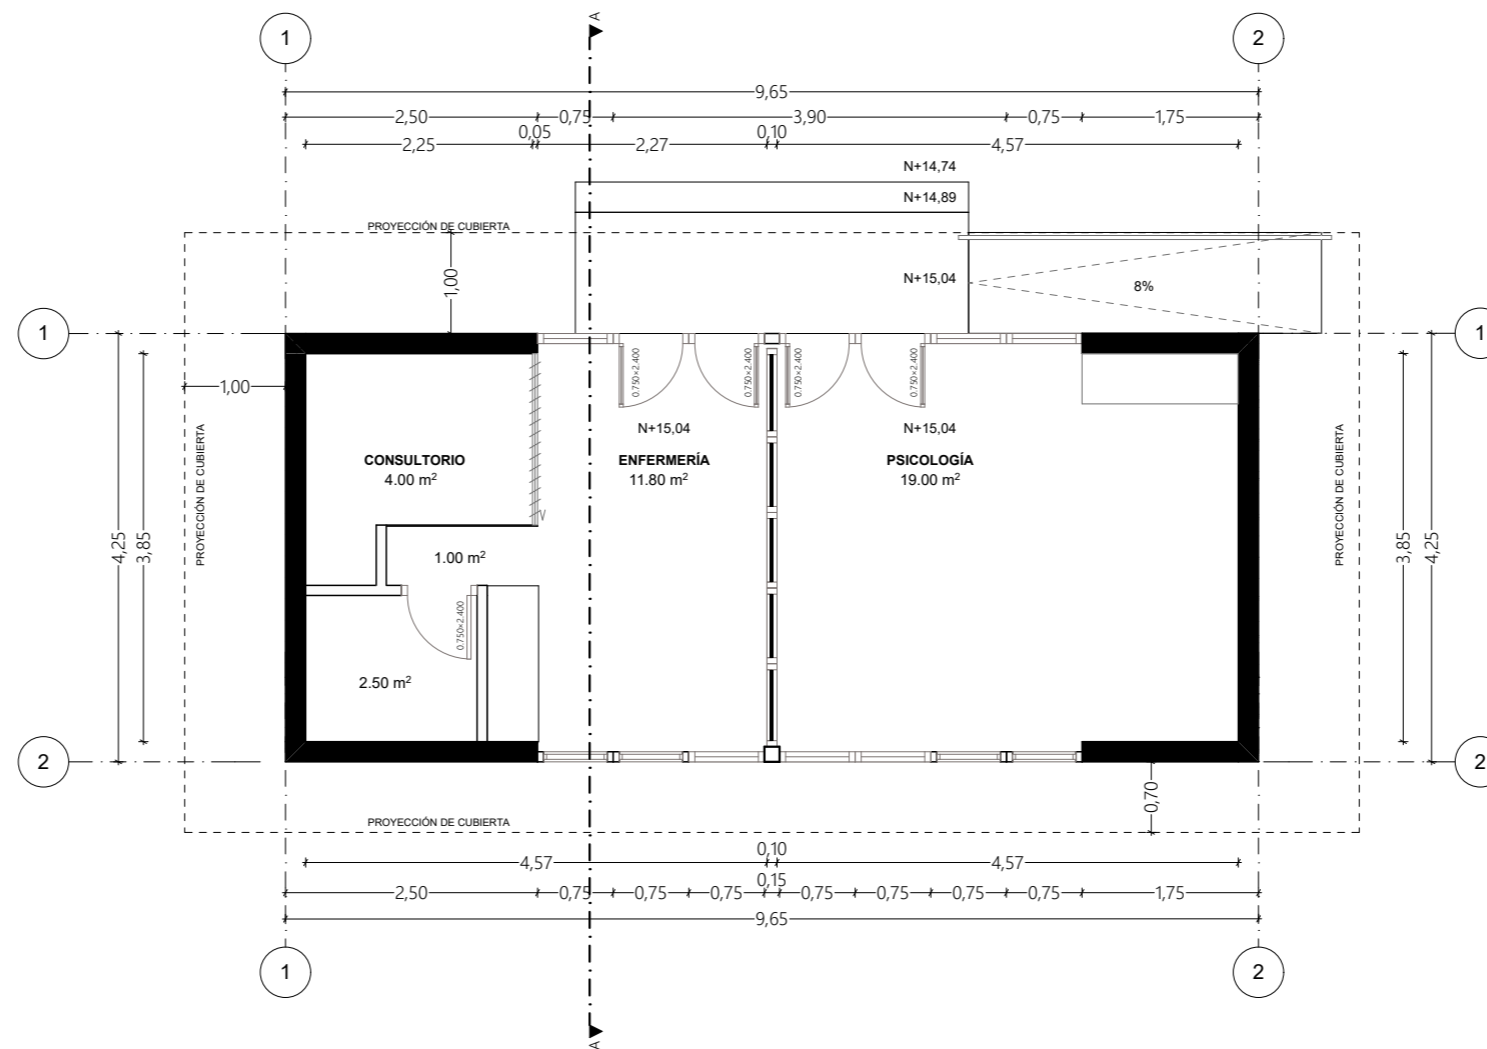 1
A
2
9,65
2,50
0,75
3,90
0,75
1,75
0,05
0,10
2,25
2,27
4,57
N+14,74
N+14,89
PROYECCIÓN DE CUBIERTA
1,00
N+15,04
8%
1
1
1,00
0.750×2.400
0.750×2.400
0.750×2.400
0.750×2.400
N+15,04
N+15,04
PROYECCIÓN DE CUBIERTA
CONSULTORIO
4.00 m²
ENFERMERÍA
11.80 m²
PSICOLOGÍA
19.00 m²
PROYECCIÓN DE CUBIERTA
4,25
3,85
1.00 m²
3,85
4,25
0.750×2.400
2.50 m²
2
2
0,70
PROYECCIÓN DE CUBIERTA
0,10
4,57
4,57
0,15
2,50
0,75
0,75
0,75
0,75
0,75
0,75
0,75
1,75
9,65
1
2
A